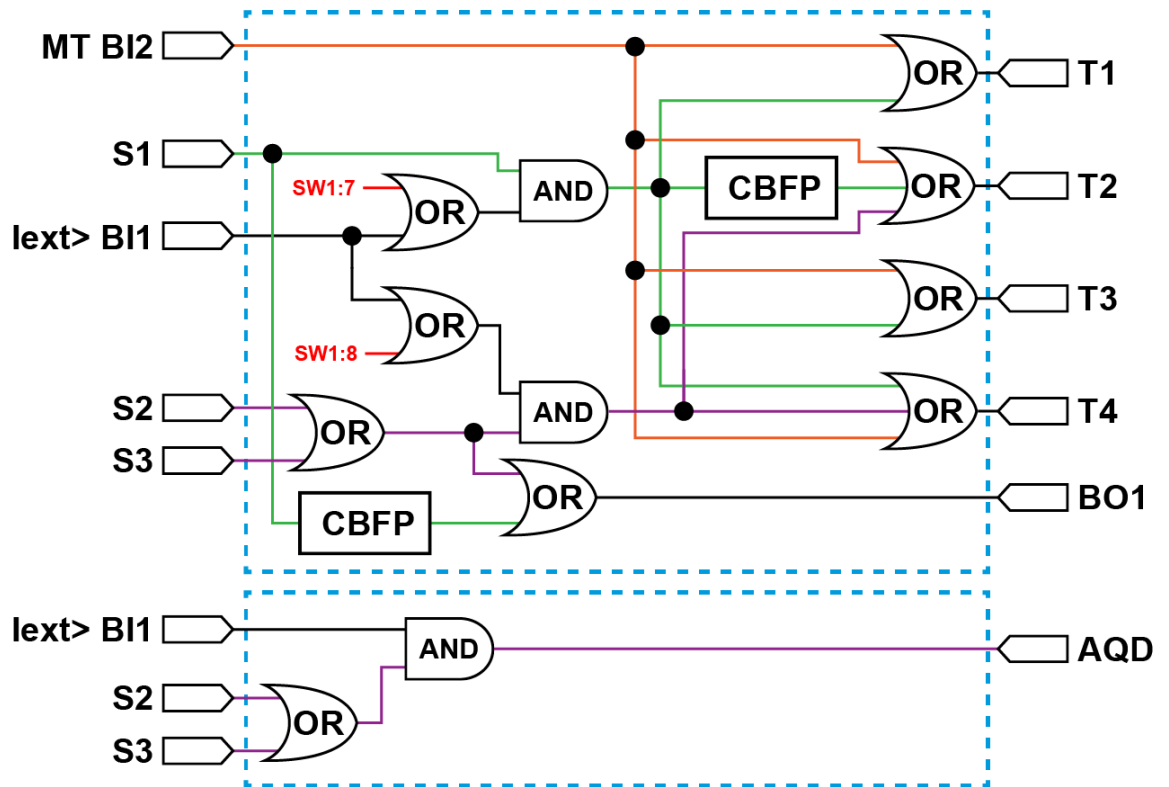 MT BI2
OR
T1
S1
SW1:7
AND
CBFP
OR
T2
Iext> BI1
OR
OR
T3
OR
SW1:8
S2
OR
AND
OR
T4
S3
OR
BO1
CBFP
Iext> BI1
AND
AQD
S2
OR
S3